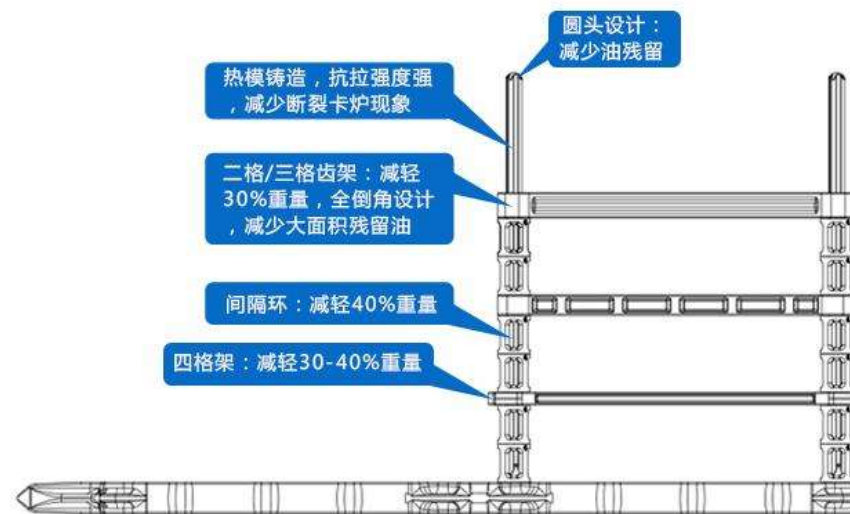 圆头设计：
减少油残留
热模铸造，抗拉强度强
，减少断裂卡炉现象
二格/三格齿架：减轻
30%重量，全倒角设计
，减少大面积残留油
间隔环：减轻40%重量
四格架：减轻30-40%重量